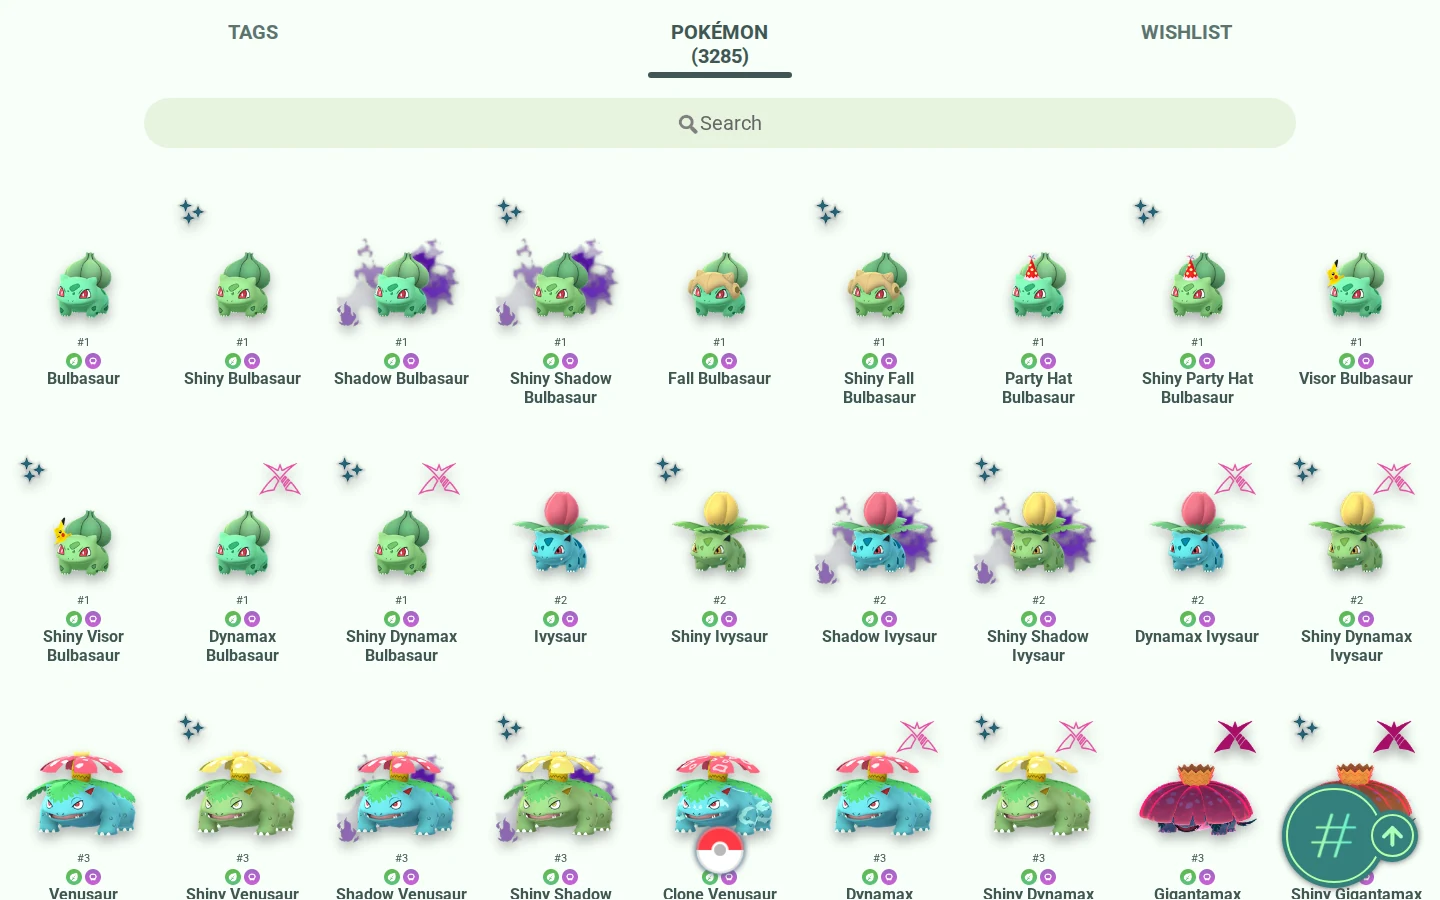 TAGS
POKÉMON
(3285)
WISHLIST
Search
#1
Bulbasaur
#1
Shiny Bulbasaur
#1
Shadow Bulbasaur
#1
Shiny Shadow
Bulbasaur
#1
Fall Bulbasaur
#1
Shiny Fall
Bulbasaur
#1
Party Hat
Bulbasaur
#1
Shiny Party Hat
Bulbasaur
#1
Visor Bulbasaur
#1
Shiny Visor
Bulbasaur
#1
Dynamax
Bulbasaur
#1
Shiny Dynamax
Bulbasaur
#2
Ivysaur
#2
Shiny Ivysaur
#2
Shadow Ivysaur
#2
Shiny Shadow
Ivysaur
#2
Dynamax Ivysaur
#2
Shiny Dynamax
Ivysaur
#3
Venusaur
#3
Shiny Venusaur
#3
Shadow Venusaur
#3
Shiny Shadow
Clone Venusaur
#3
Dynamax
#3
Shiny Dynamax
#3
Gigantamax
#
Shiny Gigantamax